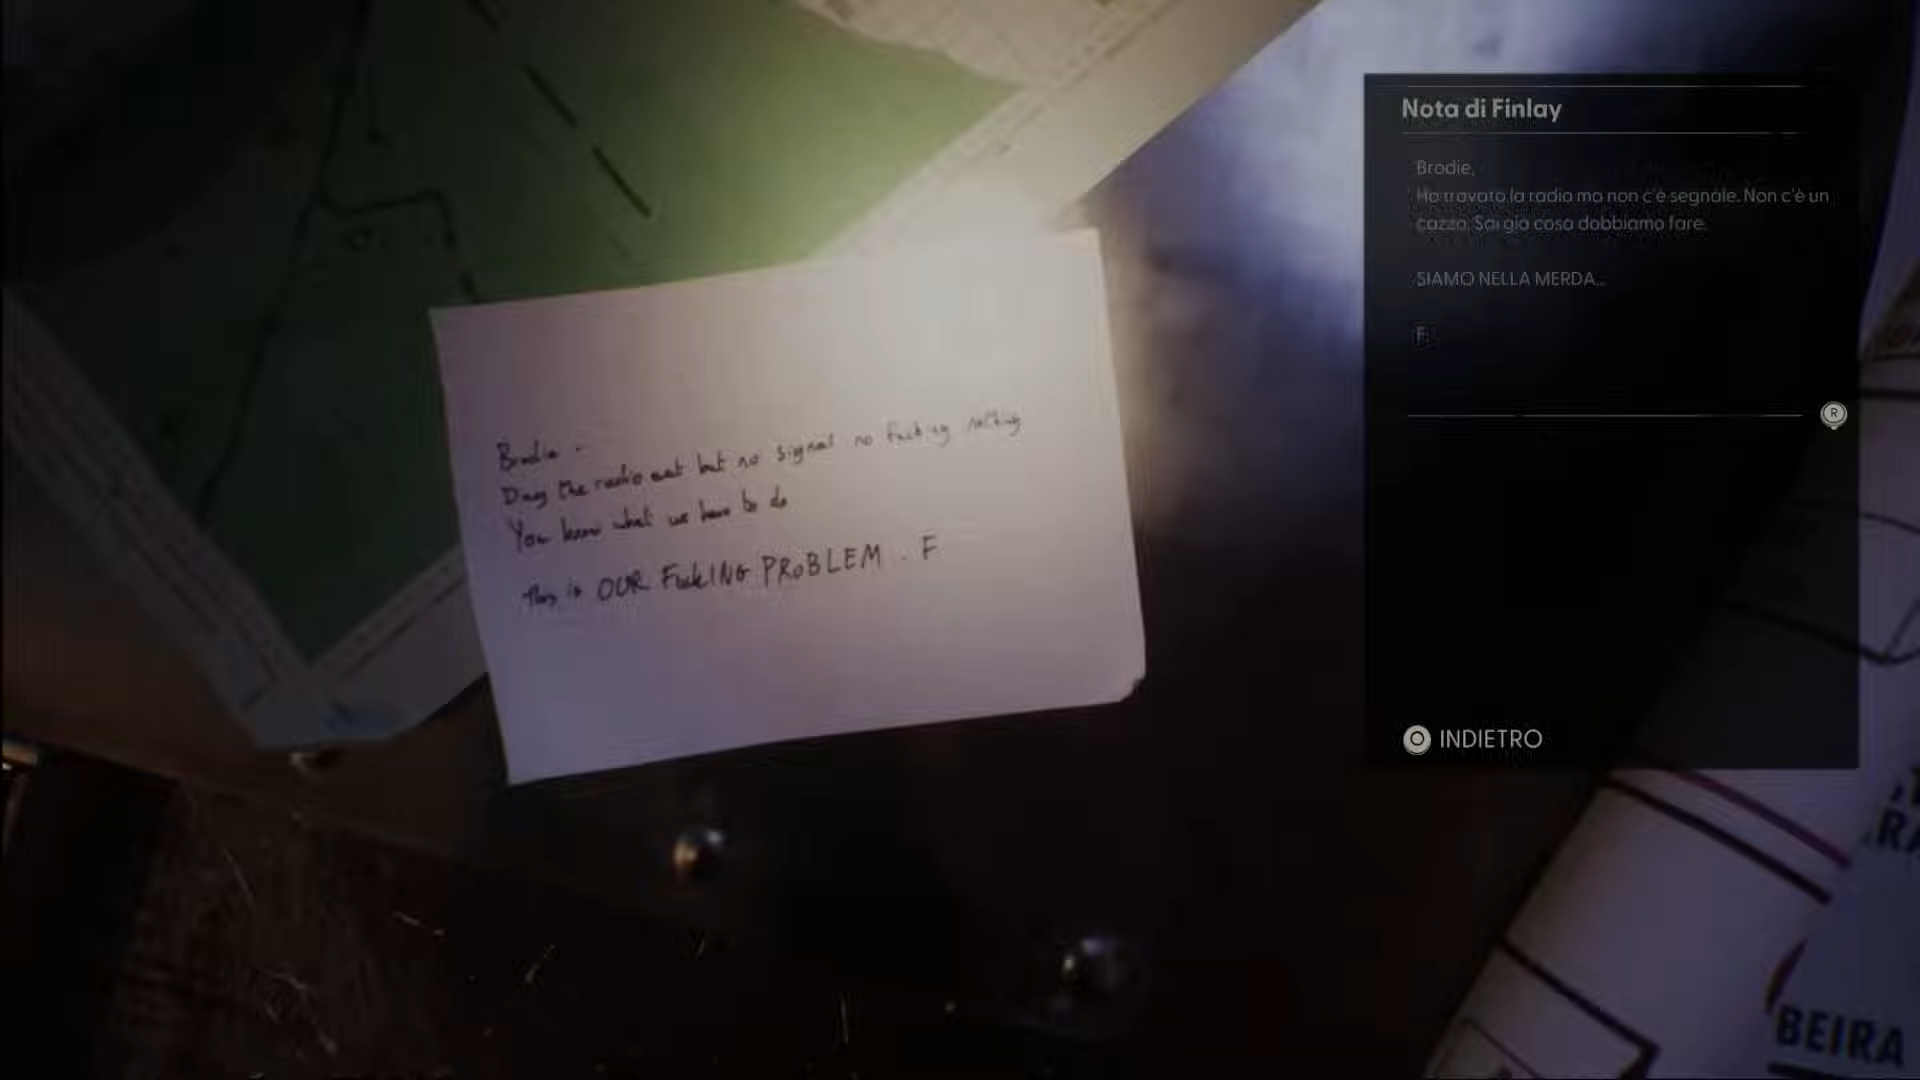 Brodie -
Dug the radio out but no signal no fucking nothing
You know what we have to do
This is OUR FuckING PRoBLEM . F
Nota di Finlay
Brodie,
Ho trovato la radio ma non c'è segnale. Non c'è un
cazzo. Sai già cosa dobbiamo fare.
SIAMO NELLA MERDA...
F.
R
INDIETRO
BEIRA